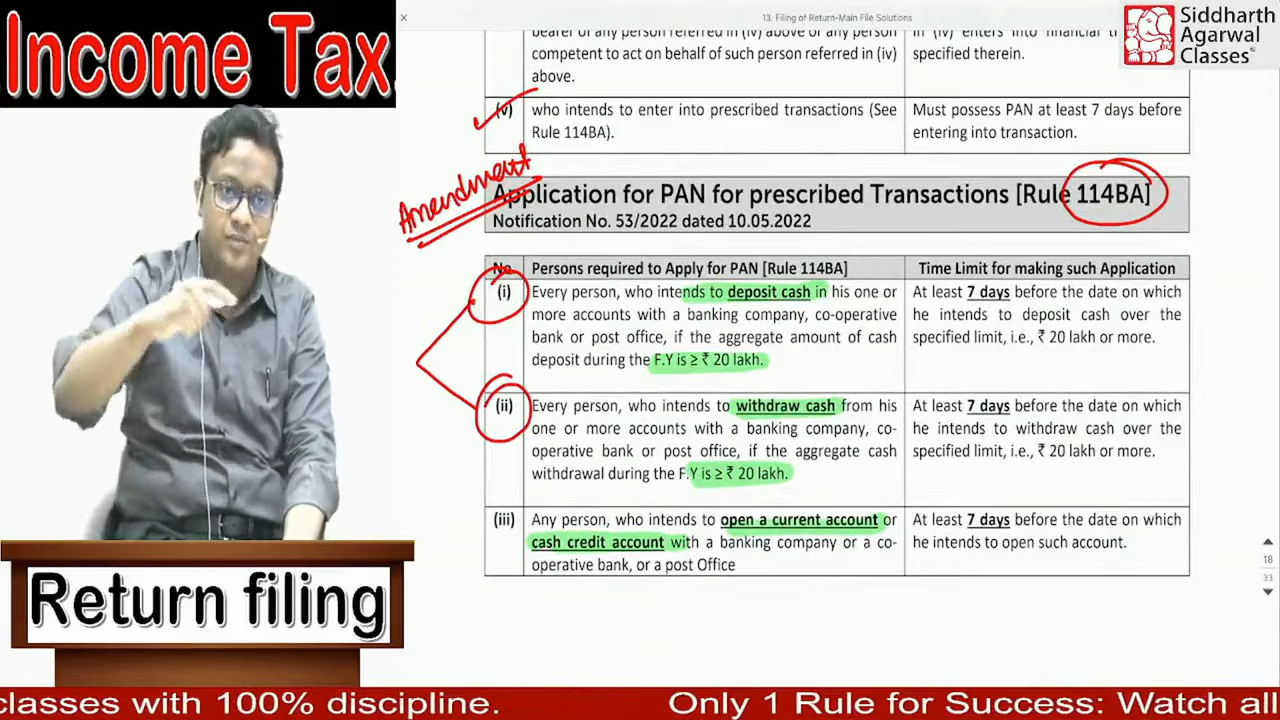 Income Tax.
×
13. Filing of Return-Main File Solutions
Siddharth
Agarwal
Classes®
bearer of any person referred in (iv) above or any person
competent to act on behalf of such person referred in (iv)
above.
in (iv) enters into financial
specified therein.
(v)
who intends to enter into prescribed transactions (See
Rule 114BA).
Must possess PAN at least 7 days before
entering into transaction.
Amendment
Application for PAN for prescribed Transactions [Rule 114BA]
Notification No. 53/2022 dated 10.05.2022
No.
Persons required to Apply for PAN [Rule 114BA]
Time Limit for making such Application
(i)
Every person, who intends to deposit cash in his one or
more accounts with a banking company, co-operative
bank or post office, if the aggregate amount of cash
deposit during the F.Y is ≥ ₹ 20 lakh.
At least 7 days before the date on which
he intends to deposit cash over the
specified limit, i.e., ₹ 20 lakh or more.
(ii)
Every person, who intends to withdraw cash from his
one or more accounts with a banking company, co-
operative bank or post office, if the aggregate cash
withdrawal during the F.Y is ≥ ₹ 20 lakh.
At least 7 days before the date on which
he intends to withdraw cash over the
specified limit, i.e., ₹ 20 lakh or more.
(iii)
Any person, who intends to open a current account or
cash credit account with a banking company or a co-
operative bank, or a post Office
At least 7 days before the date on which
he intends to open such account.
18
33
Return filing
classes with 100% discipline.
Only 1 Rule for Success: Watch all